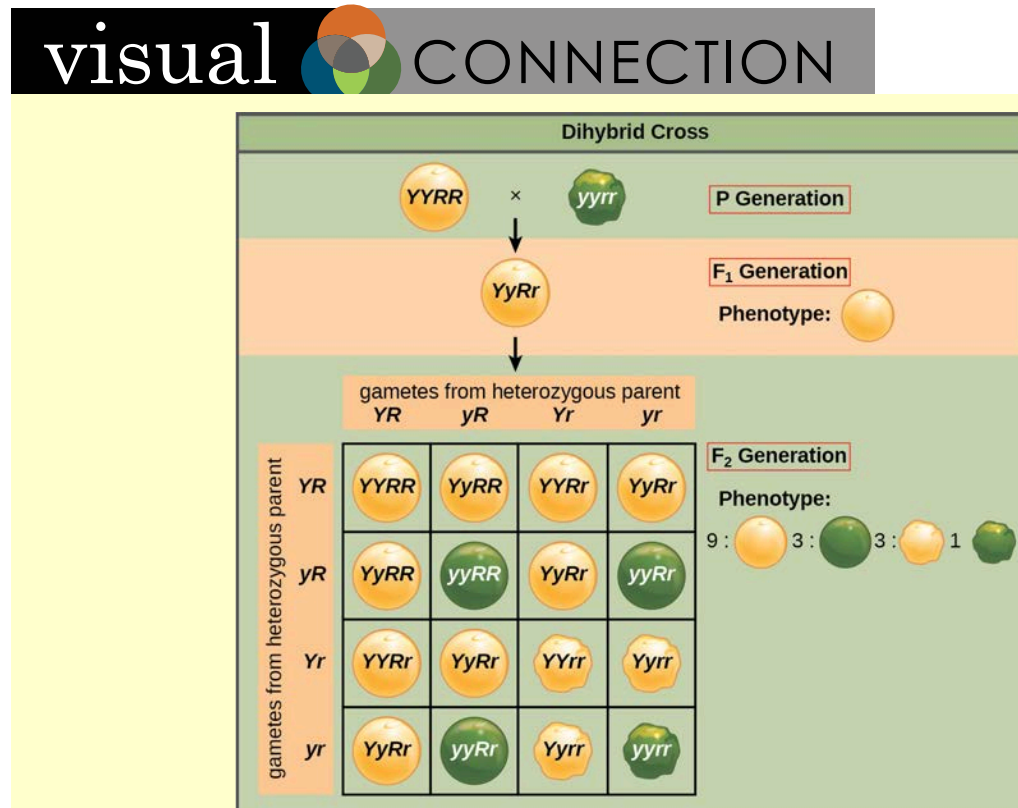 visual CONNECTION
Dihybrid Cross
YYRR × yyrr P Generation
F₁ Generation
YyRr
Phenotype:
gametes from heterozygous parent
YR yR Yr yr
F₂ Generation
gametes from heterozygous parent
YR YYRR YyRR YYRr YyRr
Phenotype:
9 : 3 : 3 : 1
yR YyRR yyRR YyRr yyRr
Yr YYRr YyRr YYrr Yyrr
yr YyRr yyRr Yyrr yyrr